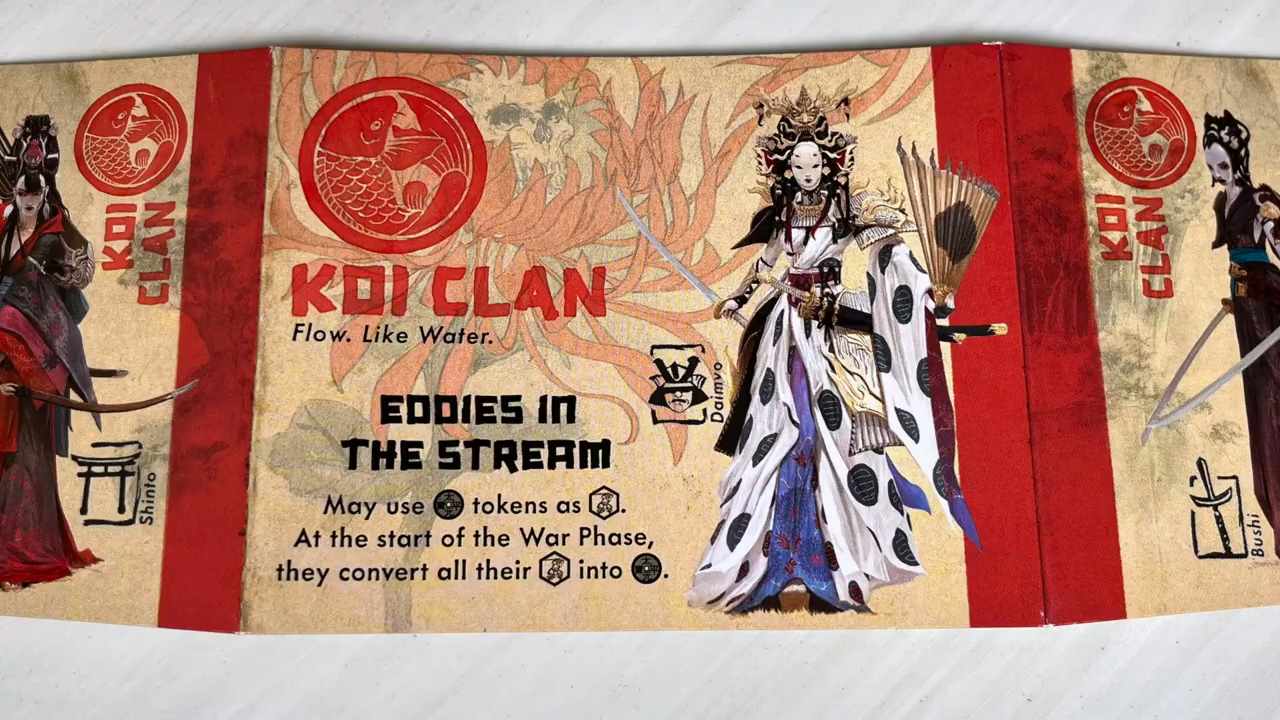 KOI
CLAN
Shinto
KOI CLAN
Flow. Like Water.
Daimyo
EDDIES IN
THE STREAM
May use tokens as .
At the start of the War Phase,
they convert all their into .
KOI
CLAN
Bushi